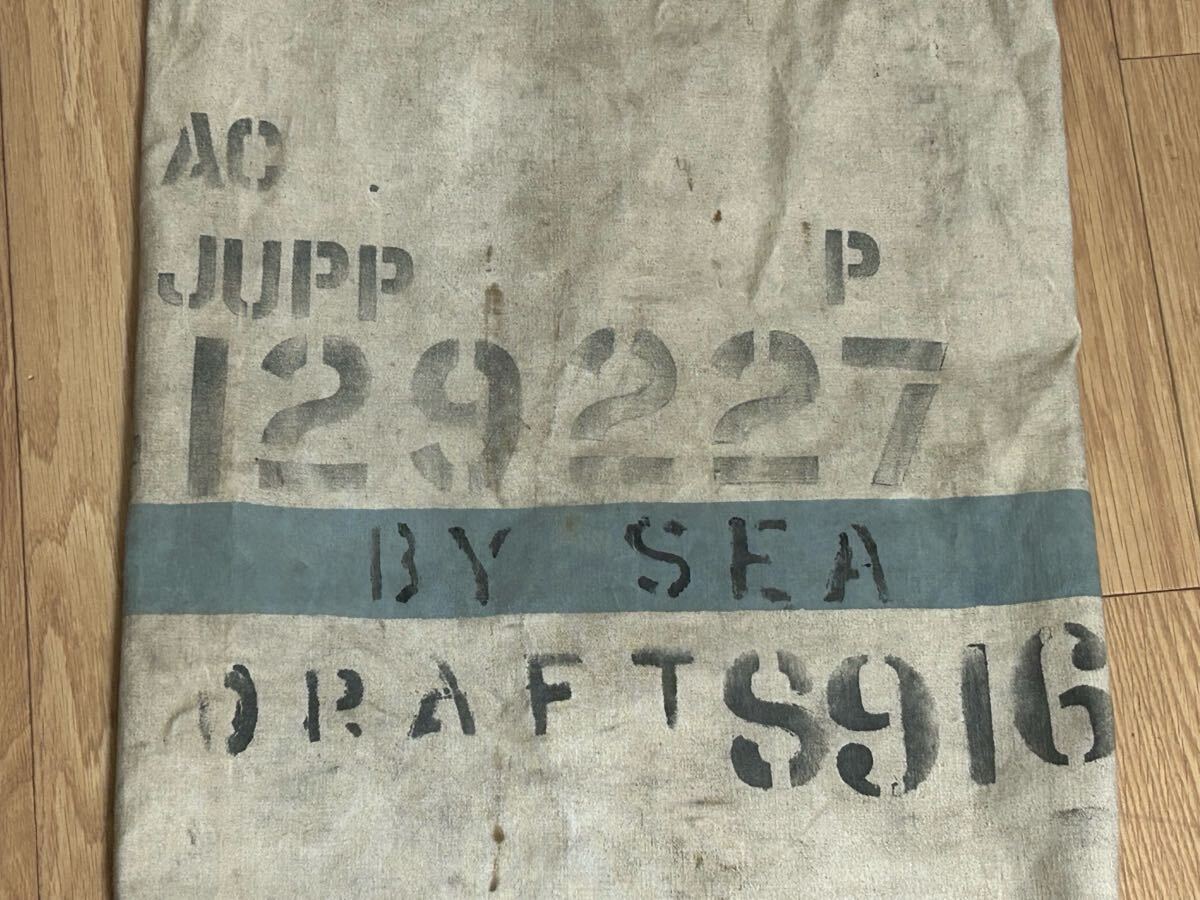 AC
JUPP P
129227
BY SEA
DRAFT S916